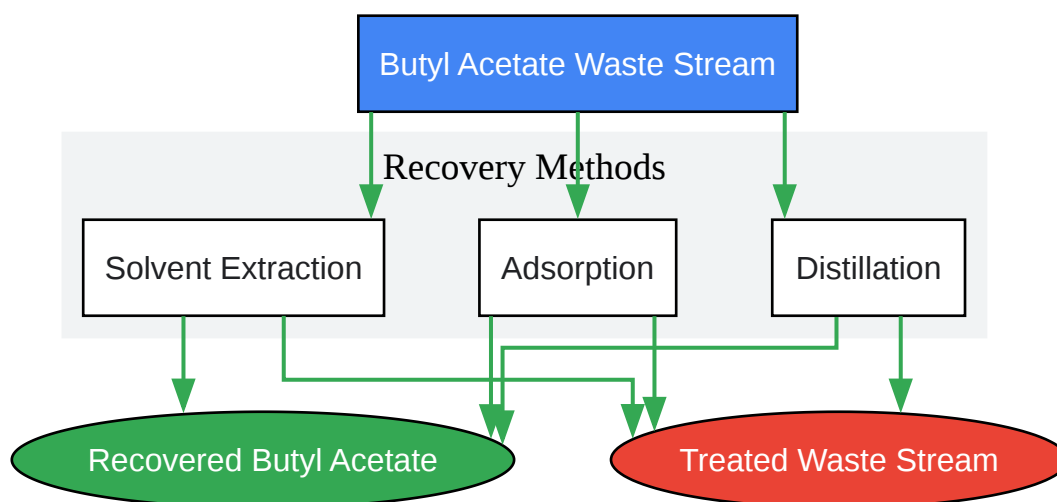 Butyl Acetate Waste Stream
Recovery Methods
Solvent Extraction
Adsorption
Distillation
Recovered Butyl Acetate
Treated Waste Stream